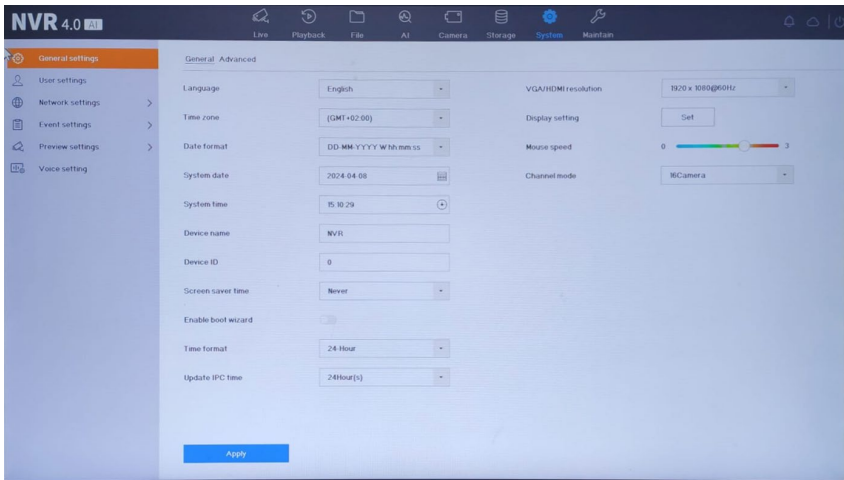 NVR 4.0 AI
Live Playback File AI Camera Storage System Maintain
General settings
User settings
Network settings
Event settings
Preview settings
Voice setting
General Advanced
Language English
Time zone (GMT+02:00)
Date format DD-MM-YYYY W hh mm ss
System date 2024-04-08
System time 15:10:29
Device name NVR
Device ID 0
Screen saver time Never
Enable boot wizard
Time format 24-Hour
Update IPC time 24Hour(s)
VGA/HDMI resolution 1920 x 1080@60Hz
Display setting Set
Mouse speed 0 3
Channel mode 16Camera
Apply